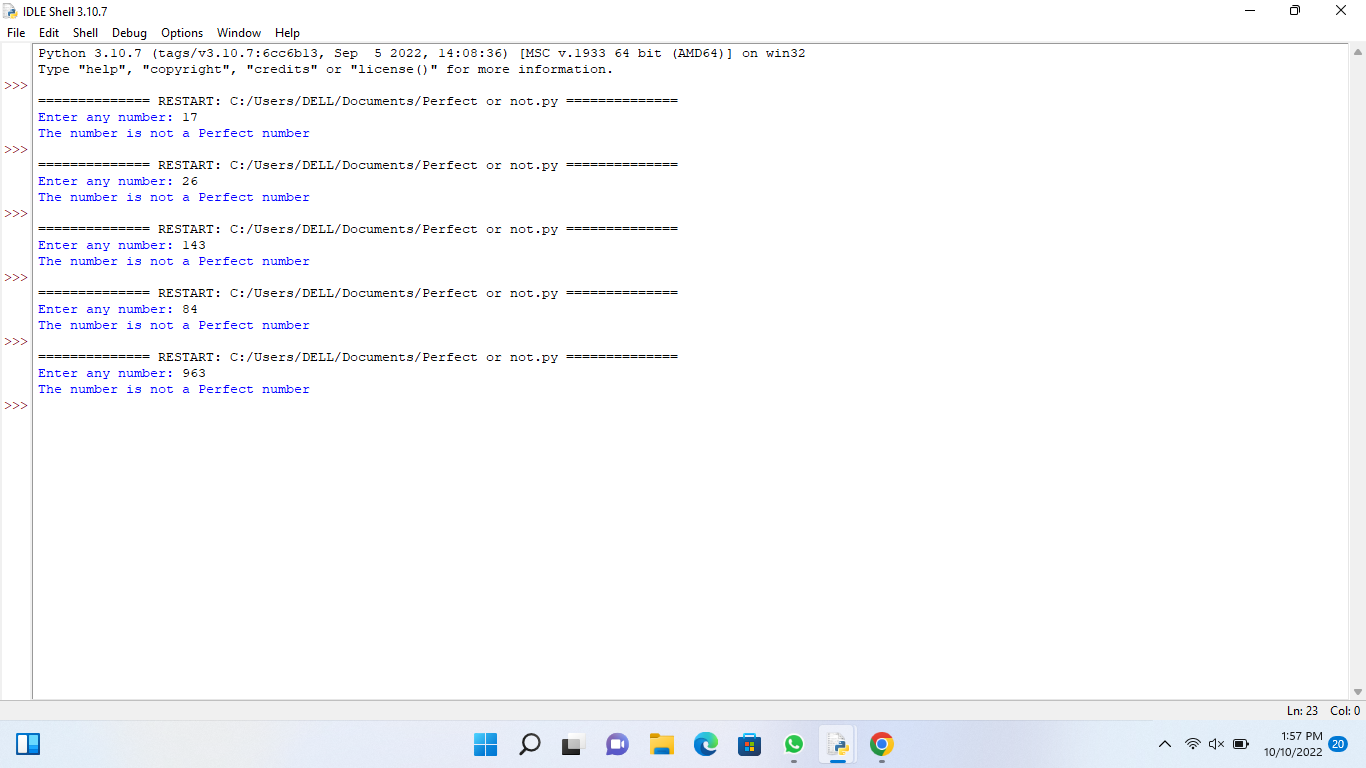 IDLE Shell 3.10.7
File Edit Shell Debug Options Window Help
Python 3.10.7 (tags/v3.10.7:6cc6b13, Sep  5 2022, 14:08:36) [MSC v.1933 64 bit (AMD64)] on win32
Type "help", "copyright", "credits" or "license()" for more information.
>>>
============== RESTART: C:/Users/DELL/Documents/Perfect or not.py ==============
Enter any number: 17
The number is not a Perfect number
>>>
============== RESTART: C:/Users/DELL/Documents/Perfect or not.py ==============
Enter any number: 26
The number is not a Perfect number
>>>
============== RESTART: C:/Users/DELL/Documents/Perfect or not.py ==============
Enter any number: 143
The number is not a Perfect number
>>>
============== RESTART: C:/Users/DELL/Documents/Perfect or not.py ==============
Enter any number: 84
The number is not a Perfect number
>>>
============== RESTART: C:/Users/DELL/Documents/Perfect or not.py ==============
Enter any number: 963
The number is not a Perfect number
>>>
Ln: 23 Col: 0
1:57 PM
10/10/2022 20